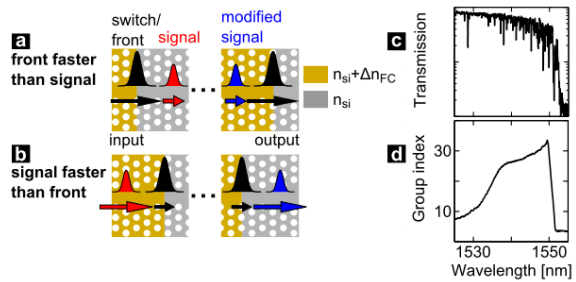 switch/ modified
front signal signal
a
front faster
than signal
n_si+Δn_FC
n_si
input output
b
signal faster
than front
c
Transmission
d
Group index
30
10
1530 1550
Wavelength [nm]